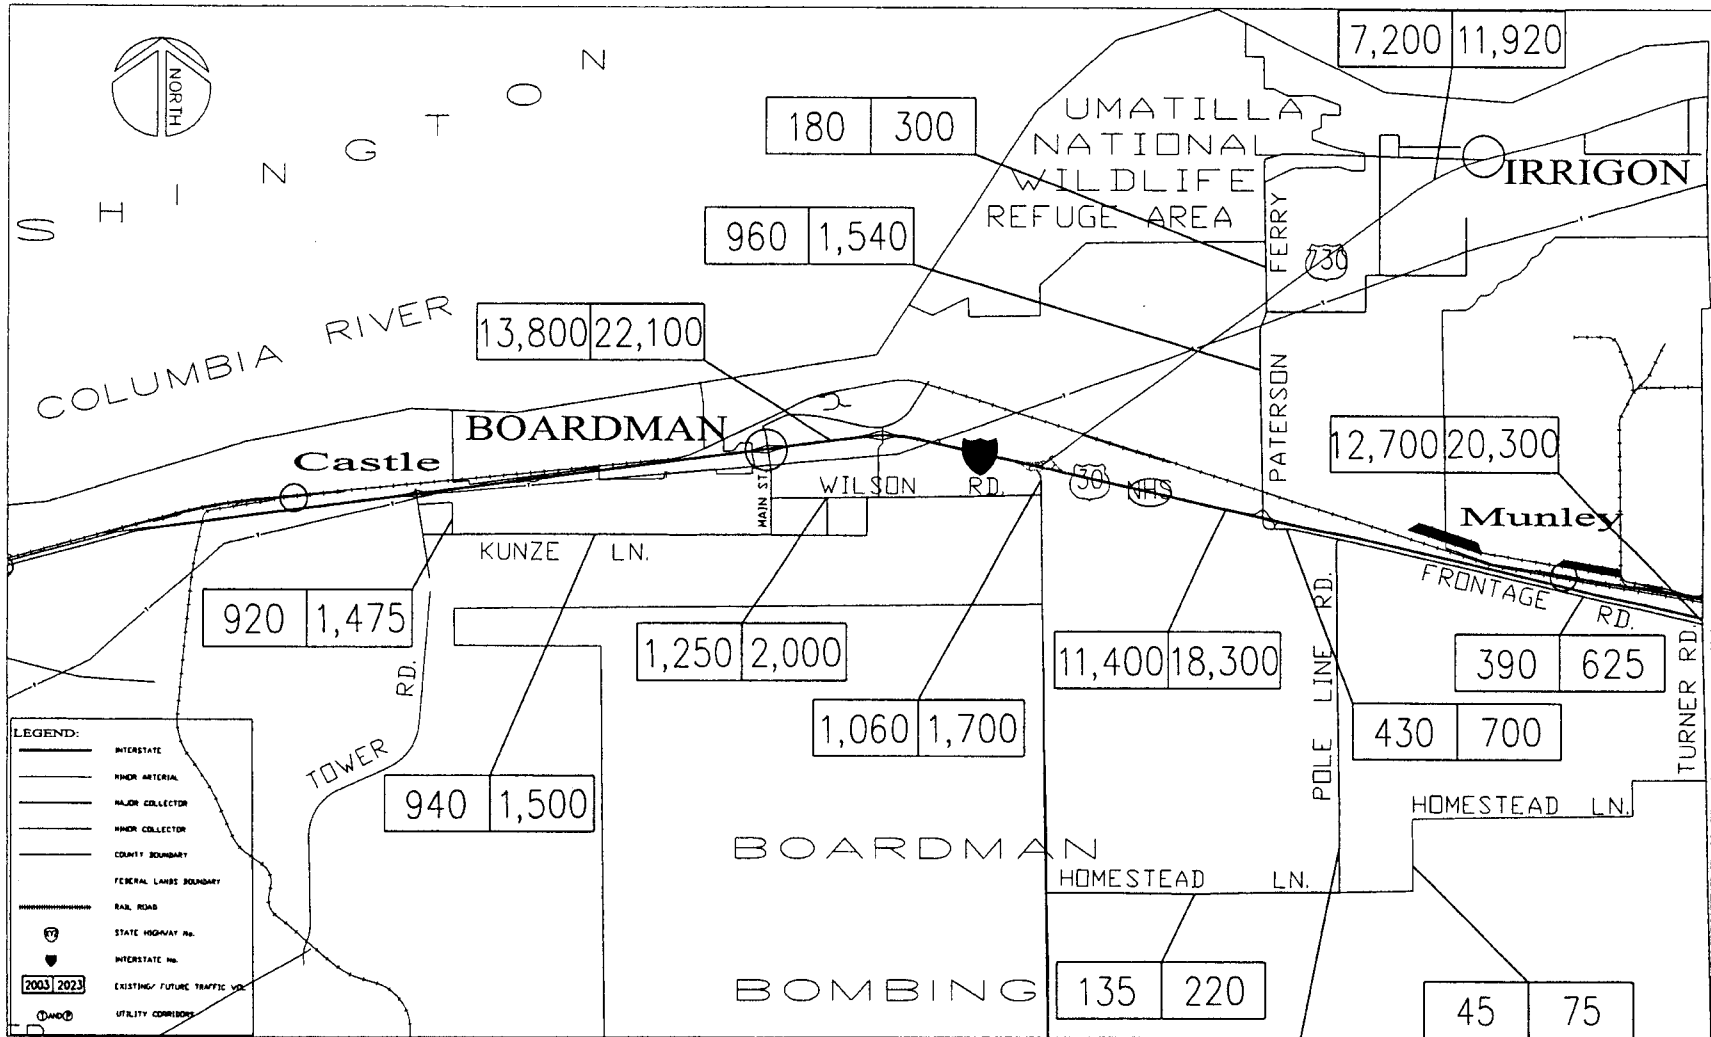 7,200 11,920
NORTH
S H I N G T O N
180 300
UMATILLA
NATIONAL
WILDLIFE
REFUGE AREA
IRRIGON
960 1,540
FERRY
730
13,800 22,100
COLUMBIA RIVER
PATERSON
BOARDMAN
12,700 20,300
Castle
MAIN ST
WILSON RD.
30
NHS
Munley
KUNZE LN.
FRONTAGE RD.
920 1,475
1,250 2,000
11,400 18,300
390 625
1,060 1,700
430 700
POLE LINE RD.
TURNER RD.
TOWER RD.
940 1,500
HOMESTEAD LN.
BOARDMAN
HOMESTEAD LN.
BOMBING
135 220
45 75
LEGEND:
INTERSTATE
MINOR ARTERIAL
MAJOR COLLECTOR
MINOR COLLECTOR
COUNTY BOUNDARY
FEDERAL LANDS BOUNDARY
RAIL ROAD
XYZ STATE HIGHWAY No.
INTERSTATE No.
2003 2023 EXISTING/ FUTURE TRAFFIC VOL
T AND P UTILITY CORRIDORS